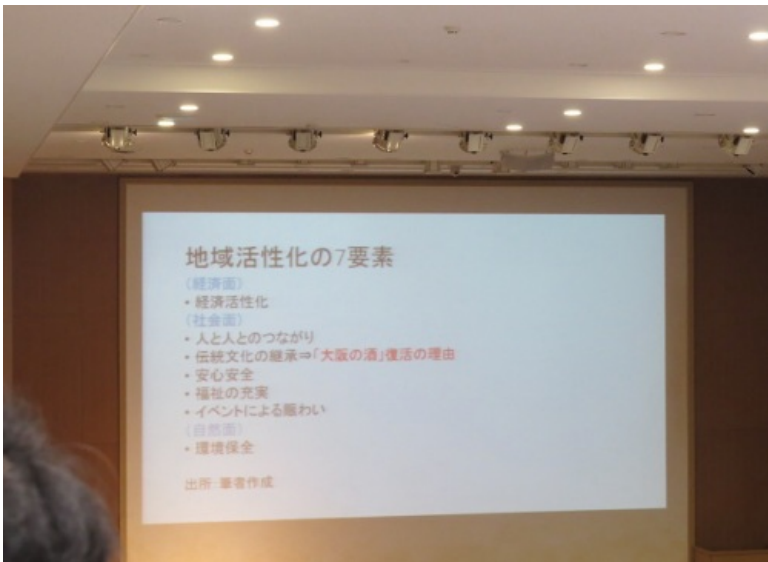 地域活性化の7要素
（経済面）
・経済活性化
（社会面）
・人と人とのつながり
・伝統文化の継承⇒「大阪の酒」復活の理由
・安心安全
・福祉の充実
・イベントによる賑わい
（自然面）
・環境保全
出所:筆者作成